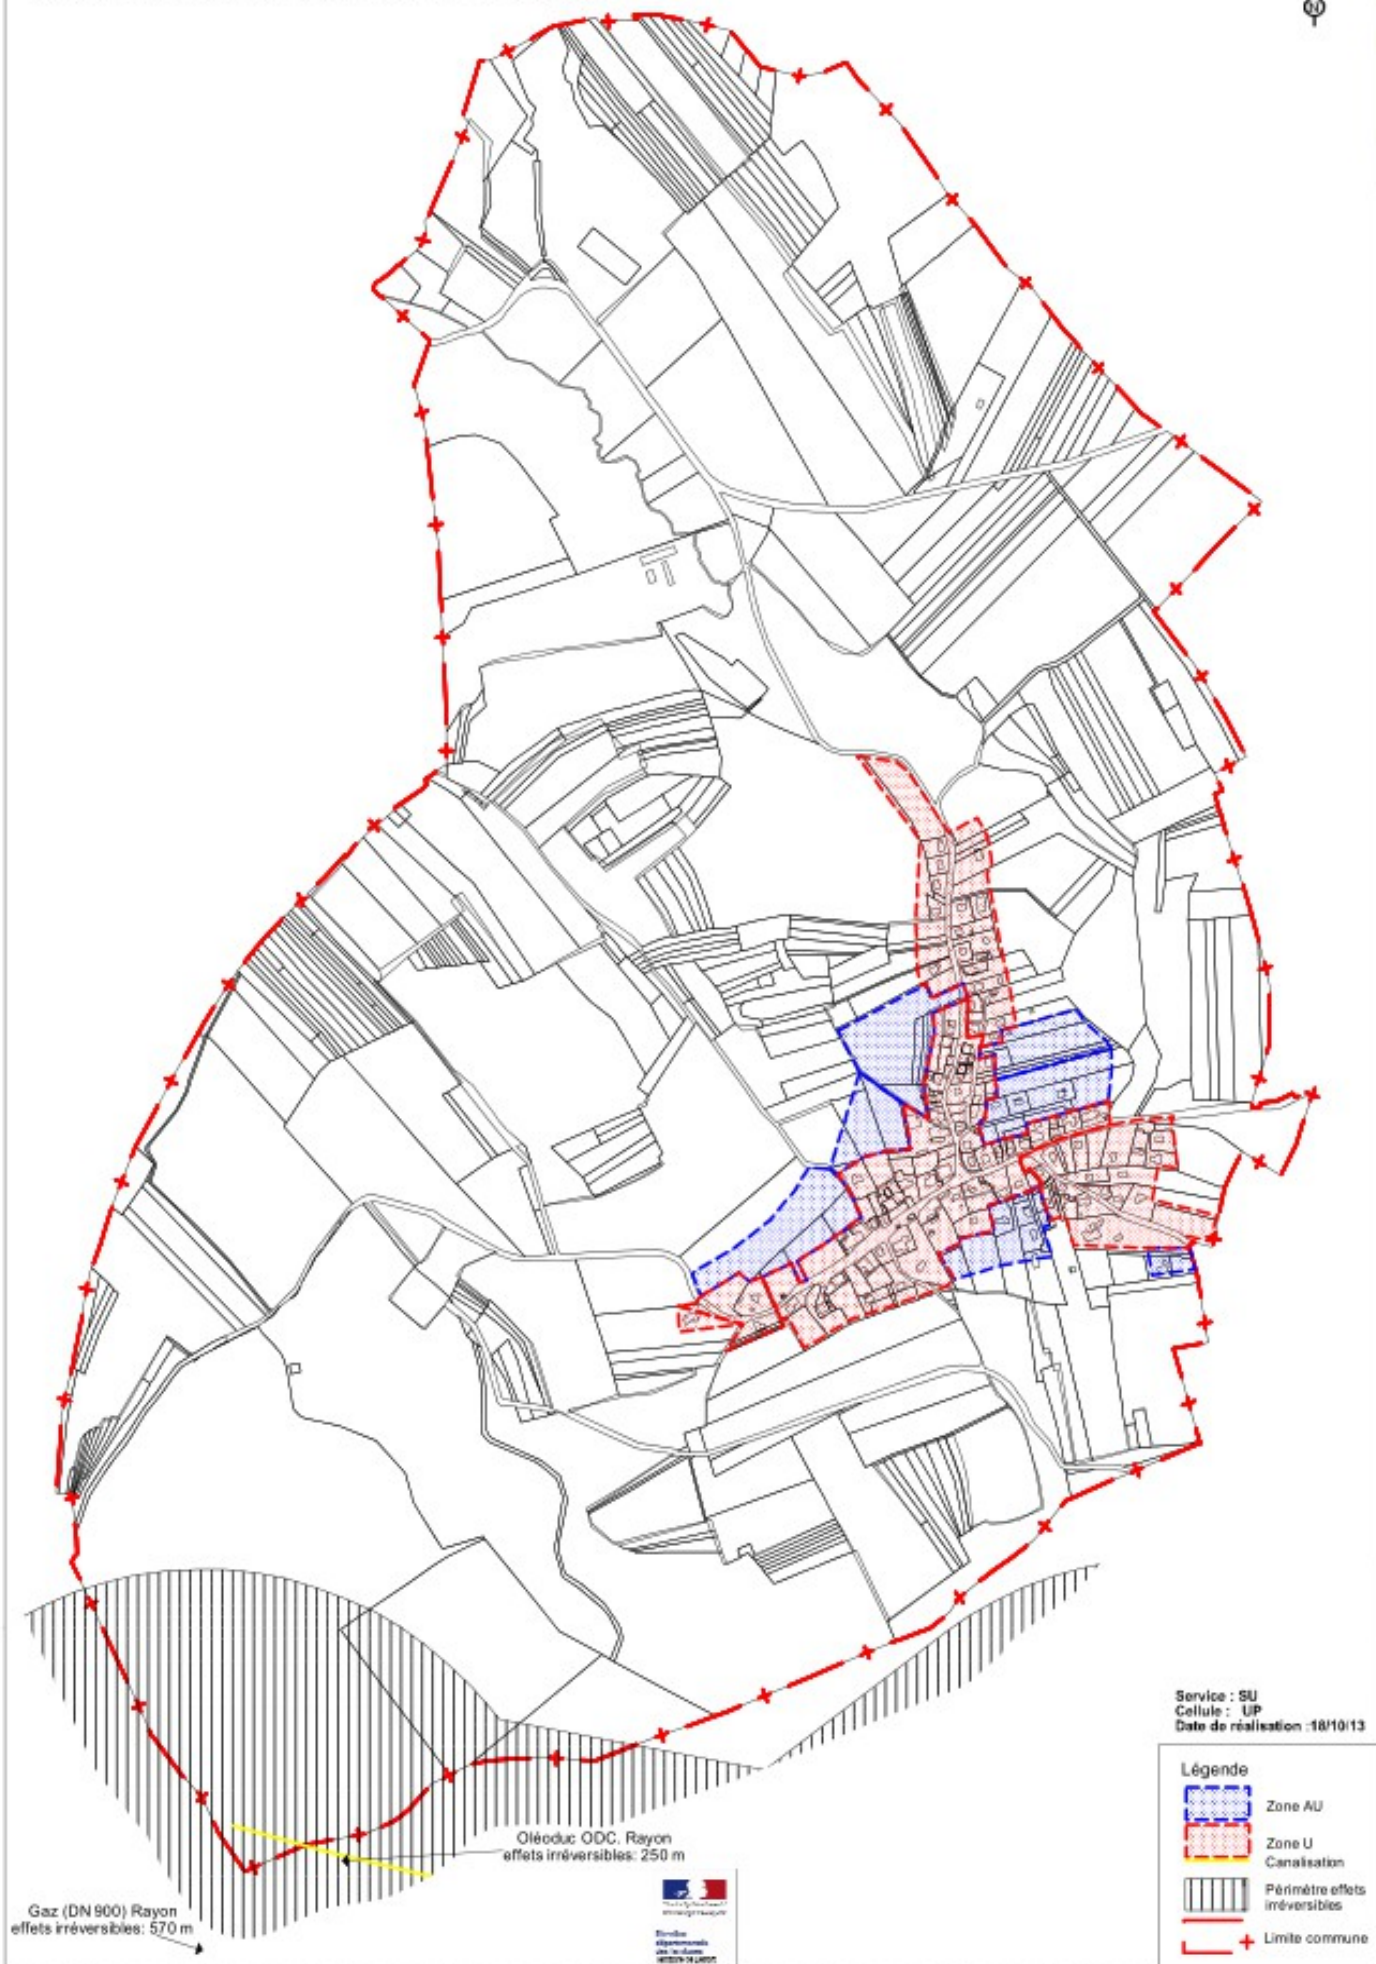 N
Service : SU
Cellule : UP
Date de réalisation :18/10/13
Légende
Zone AU
Zone U
Canalisation
Périmètre effets
irréversibles
Limite commune
Oléoduc ODC. Rayon
effets irréversibles: 250 m
Gaz (DN 900) Rayon
effets irréversibles: 570 m